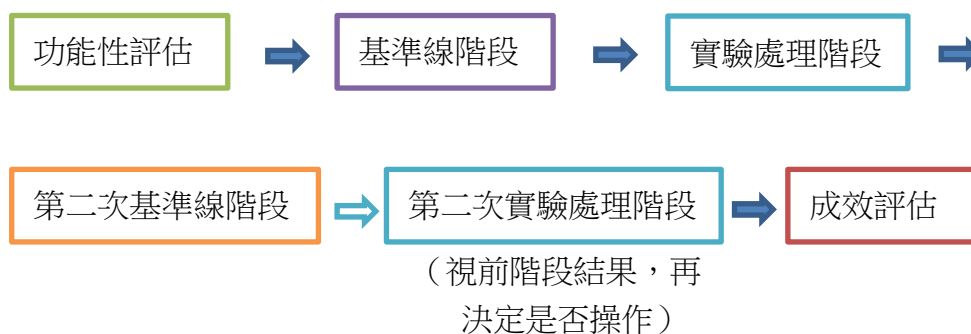 功能性評估
基準線階段
實驗處理階段
第二次基準線階段
第二次實驗處理階段
成效評估
（視前階段結果，再
決定是否操作）